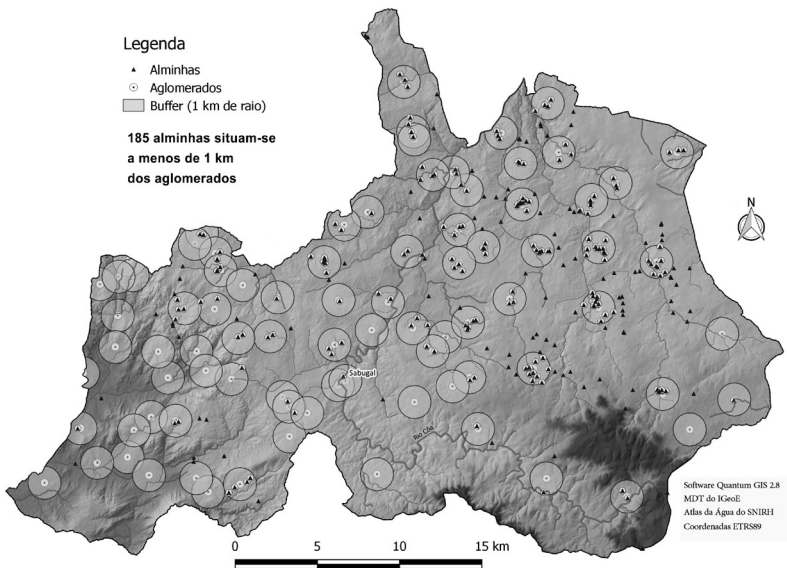 Legenda
Alminhas
Aglomerados
Buffer (1 km de raio)
185 alminhas situam-se
a menos de 1 km
dos aglomerados
N
Sabugal
Rio Côa
Software Quantum GIS 2.8
MDT do IGeoE
Atlas da Água do SNIRH
Coordenadas ETRS89
0 5 10 15 km